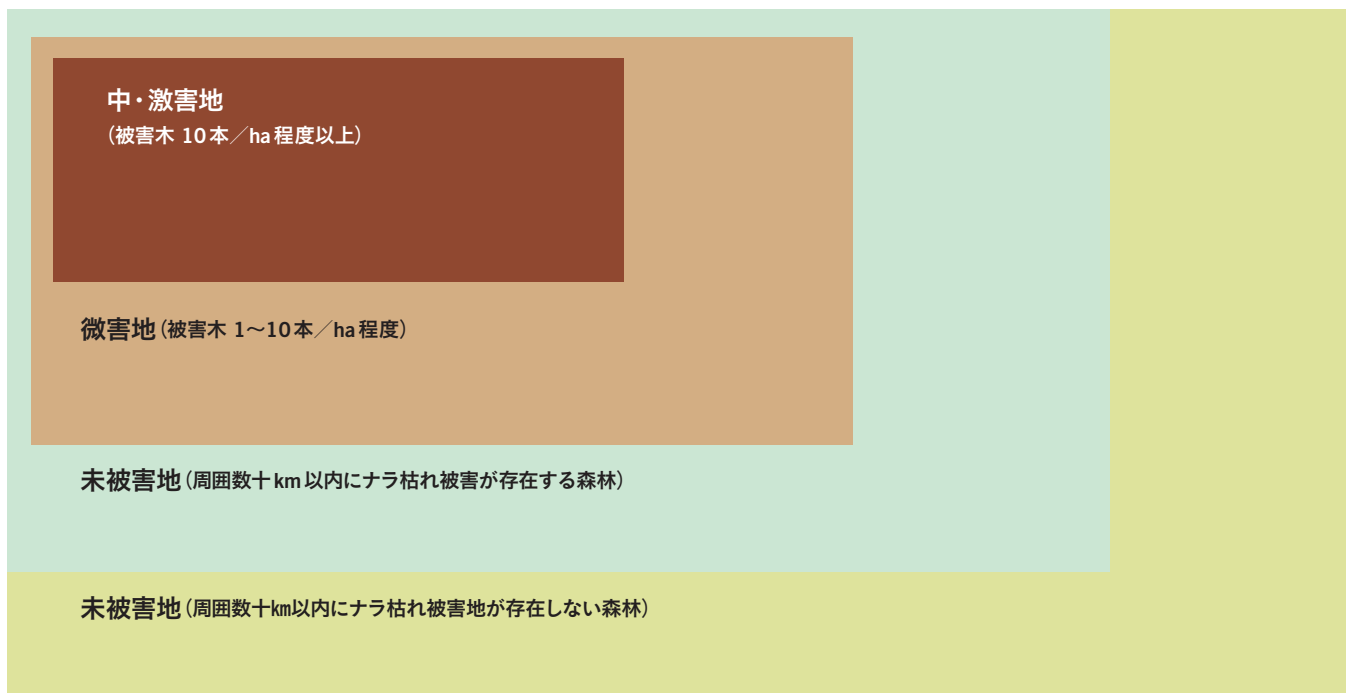 中・激害地
（被害木 10本／ha程度以上）
微害地（被害木 1～10本／ha程度）
未被害地（周囲数十km以内にナラ枯れ被害が存在する森林）
未被害地（周囲数十㎞以内にナラ枯れ被害地が存在しない森林）